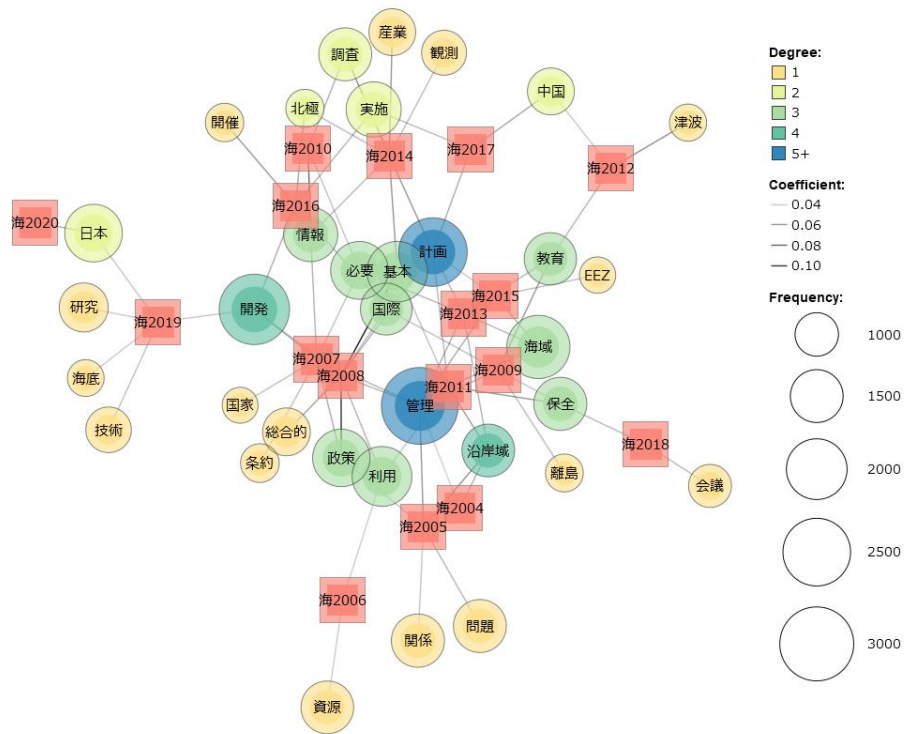 産業
調査
観測
中国
北極
実施
開催
津波
海2010
海2014
海2017
海2012
海2016
海2020
日本
情報
計画
必要
基本
教育
EEZ
研究
開発
国際
海2015
海2013
海2019
海域
海2007
海2008
海2009
海底
海2011
国家
管理
保全
技術
総合的
海2018
条約
政策
利用
沿岸域
離島
会議
海2004
海2005
海2006
関係
問題
資源
Degree:
1
2
3
4
5+
Coefficient:
0.04
0.06
0.08
0.10
Frequency:
1000
1500
2000
2500
3000